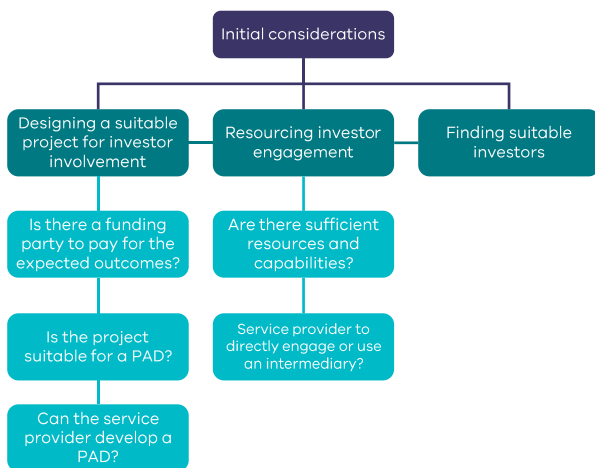 Initial considerations
Designing a suitable
project for investor
involvement
Resourcing investor
engagement
Finding suitable
investors
Is there a funding
party to pay for the
expected outcomes?
Are there sufficient
resources and
capabilities?
Is the project
suitable for a PAD?
Service provider to
directly engage or use
an intermediary?
Can the service
provider develop a
PAD?